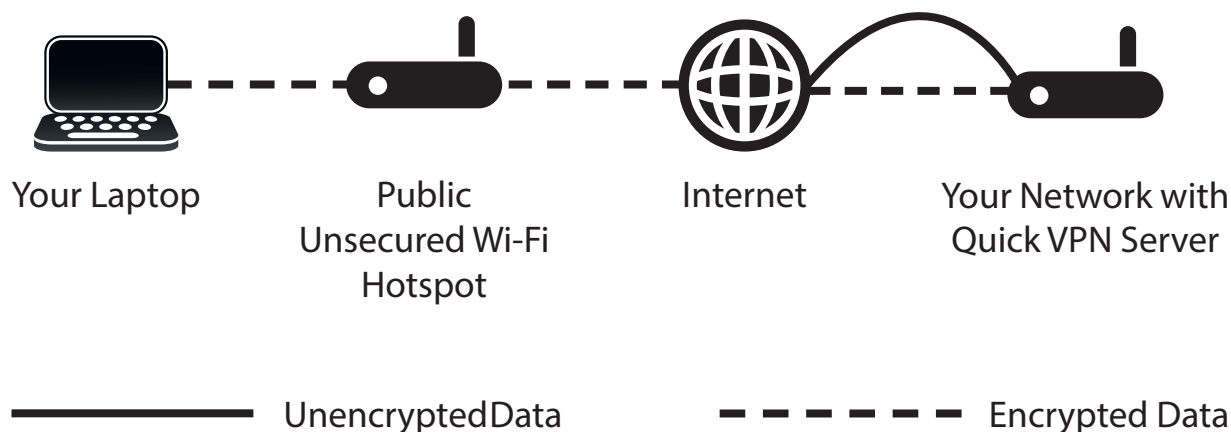 Your Laptop
Public
Unsecured Wi-Fi
Hotspot
Internet
Your Network with
Quick VPN Server
UnencryptedData
Encrypted Data